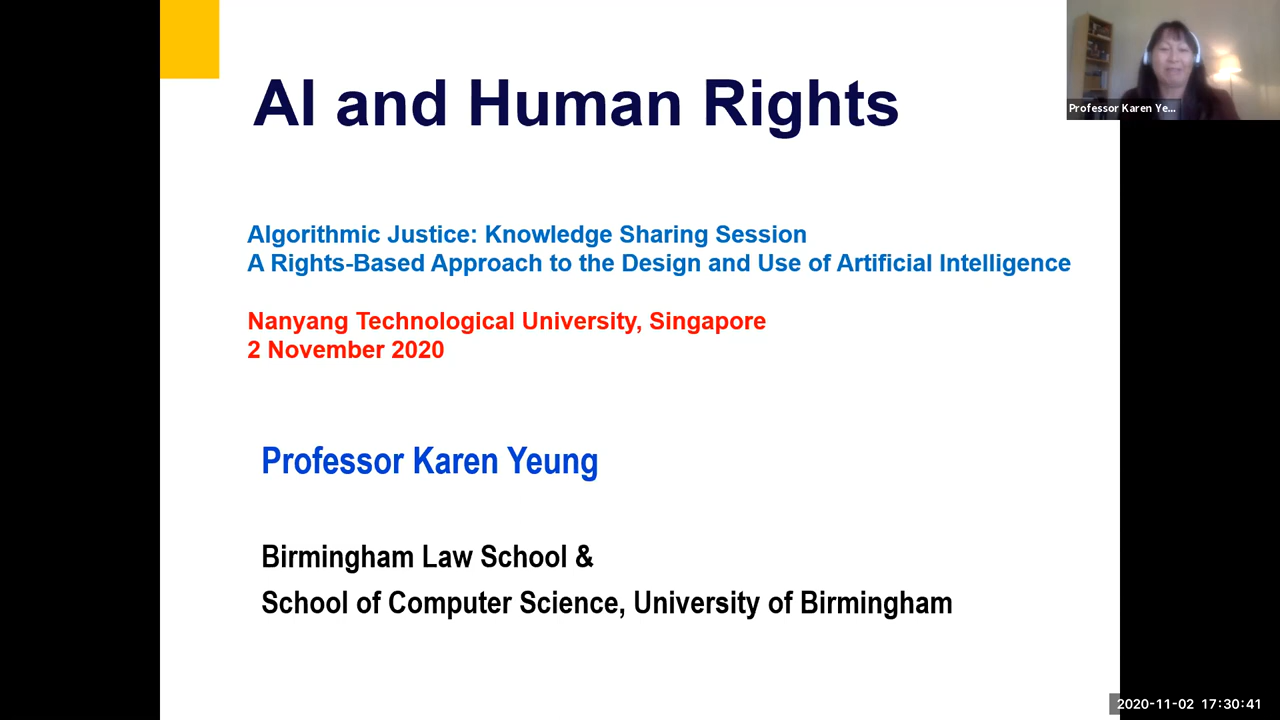 AI and Human Rights
Professor Karen Ye...
Algorithmic Justice: Knowledge Sharing Session
A Rights-Based Approach to the Design and Use of Artificial Intelligence
Nanyang Technological University, Singapore
2 November 2020
Professor Karen Yeung
Birmingham Law School &
School of Computer Science, University of Birmingham
2020-11-02 17:30:41